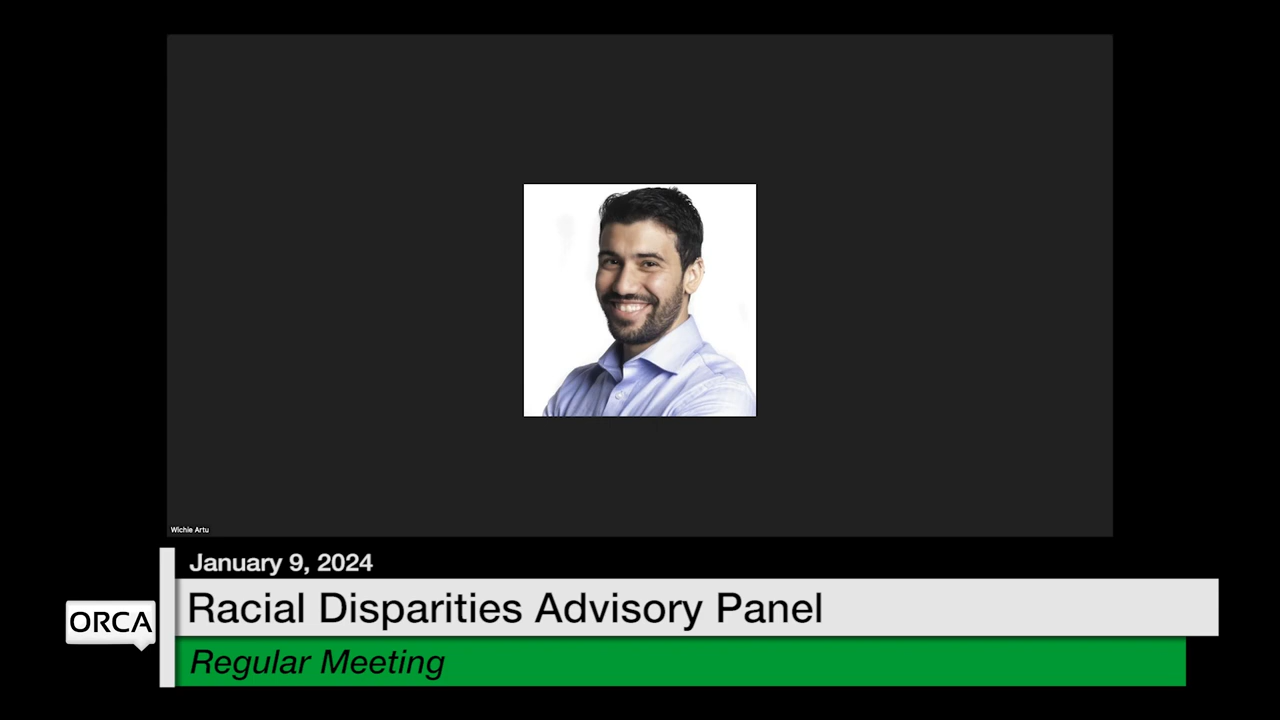 Wichie Artu
January 9, 2024
Racial Disparities Advisory Panel
ORCA
Regular Meeting